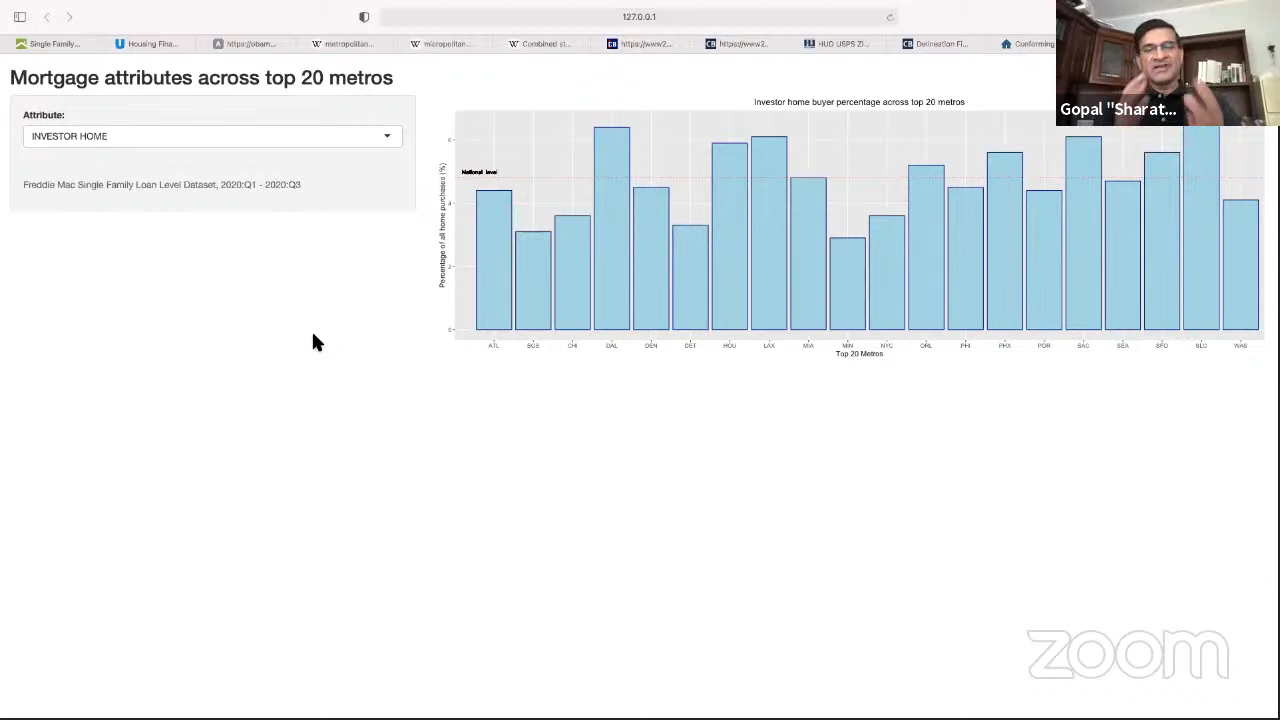 127.0.0.1
Single Family...
Housing Fina...
https://obam...
metropolitan...
micropolitan...
Combined st...
https://www2...
https://www2..
HUD USPS ZI...
Delineation Fi...
Conforming
Mortgage attributes across top 20 metros
Attribute:
INVESTOR HOME
Freddie Mac Single Family Loan Level Dataset, 2020:Q1 - 2020:Q3
Investor home buyer percentage across top 20 metros
Percentage of all home purchases (%)
6
4
2
0
National level
ATL BOS CHI DAL DEN DET HOU LAX MIA MIN NYC ORL PHI PHX POR SAC SEA SFO SLC WAS
Top 20 Metros
Gopal "Sharat...
zoom